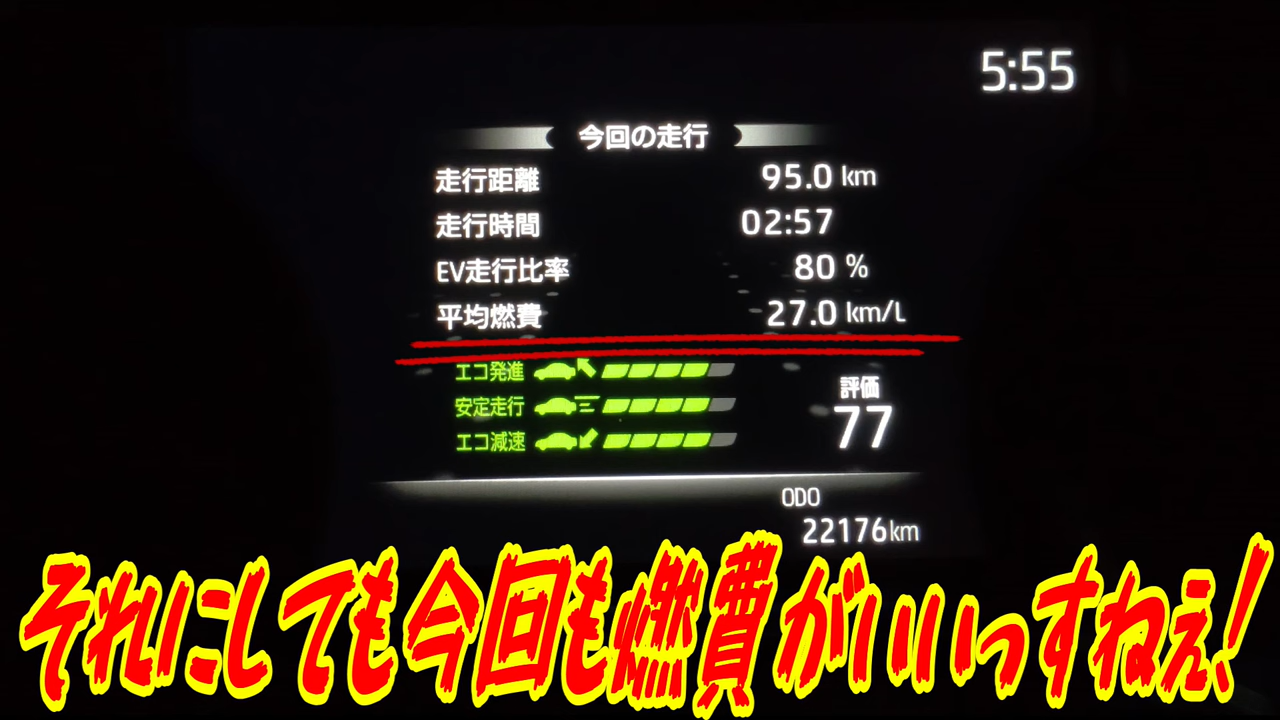 5:55
今回の走行
走行距離 95.0 km
走行時間 02:57
EV走行比率 80 %
平均燃費 27.0 km/L
エコ発進
安定走行
エコ減速
評価
77
ODO
22176km
それにしても今回も燃費がいいっすねぇ!